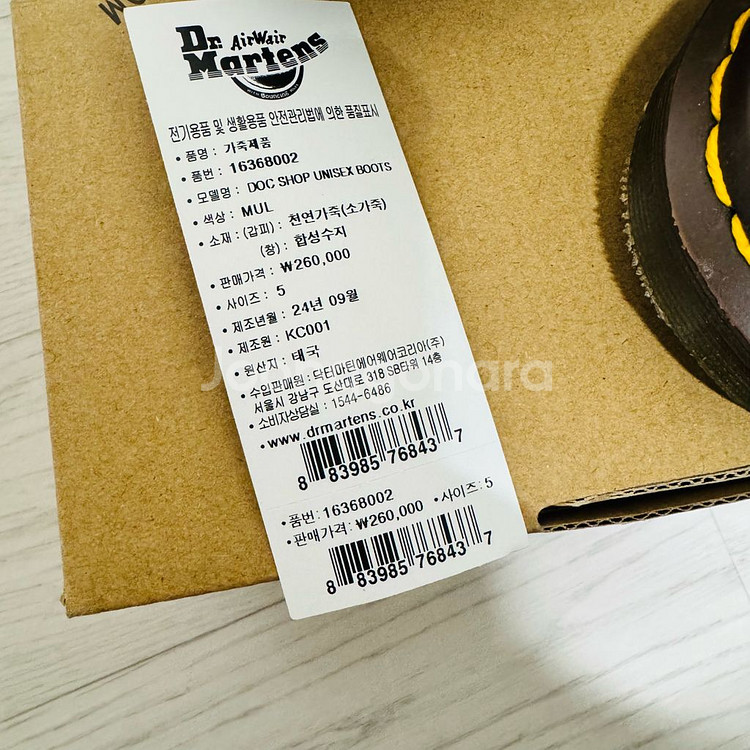 Dr. AirWair
Martens
WITH Bouncing SOLES
전기용품 및 생활용품 안전관리법에 의한 품질표시
• 품명 : 가죽제품
• 품번 : 16368002
• 모델명 : DOC SHOP UNISEX BOOTS
• 색상 : MUL
• 소재 : (갑피) : 천연가죽(소가죽)
(창) : 합성수지
• 판매가격 : ₩260,000
• 사이즈 : 5
• 제조년월 : 24년 09월
• 제조원 : KC001
• 원산지 : 태국
• 수입판매원 : 닥터마틴에어웨어코리아(주)
서울시 강남구 도산대로 318 SB타워 14층
• 소비자상담실 : 1544-6486
• www.drmartens.co.kr
8 83985 76843 7
• 품번: 16368002 • 사이즈: 5
• 판매가격: ₩260,000
8 83985 76843 7